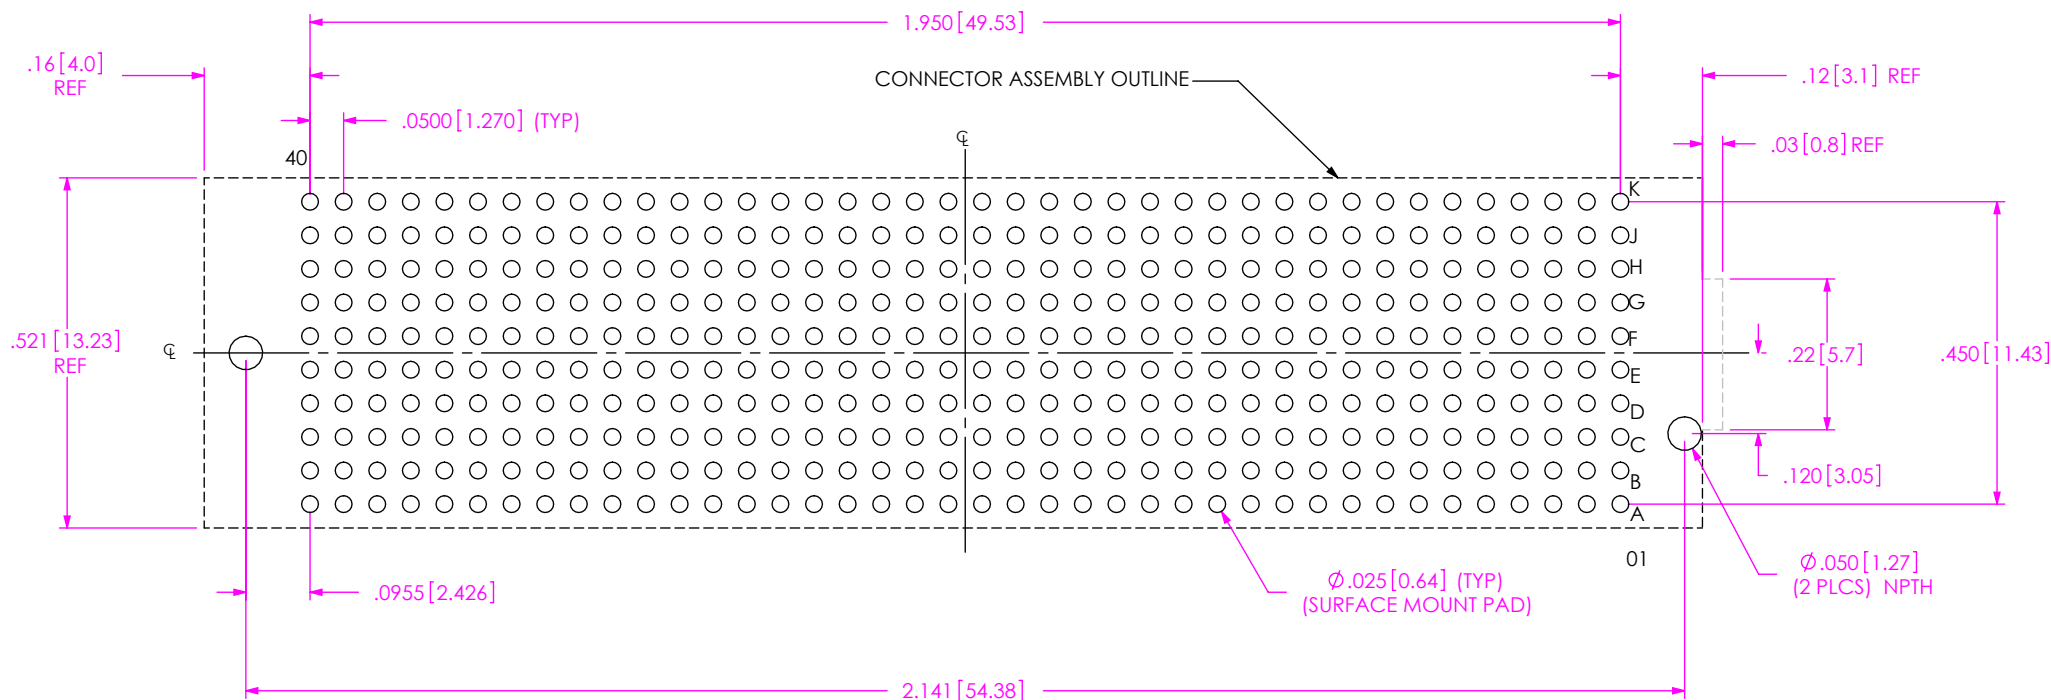 1.950[49.53]
.16[4.0]
REF
CONNECTOR ASSEMBLY OUTLINE
.12[3.1] REF
.0500[1.270] (TYP)
℄
.03[0.8] REF
40
K
J
H
G
F
E
D
C
B
A
01
.521[13.23]
REF
℄
.22[5.7]
.450[11.43]
.120[3.05]
.0955[2.426]
Ø.025[0.64] (TYP)
(SURFACE MOUNT PAD)
Ø.050[1.27]
(2 PLCS) NPTH
2.141[54.38]